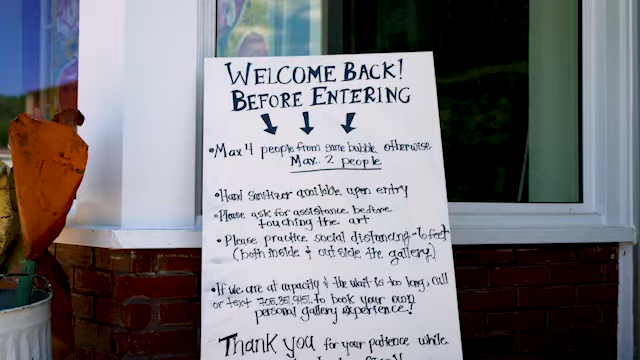 WELCOME BACK!
BEFORE ENTERING
•Max 4 people from same bubble otherwise
Max.. 2 people
•Hand sanitizer available upon entry
•Please ask for assistance before
touching the art
•Please practice social distancing - 6 feet
(both inside & outside the gallery)
•If we are at capacity & the wait is too long, call
or text to book your own
personal gallery experience!
Thank you for your patience while